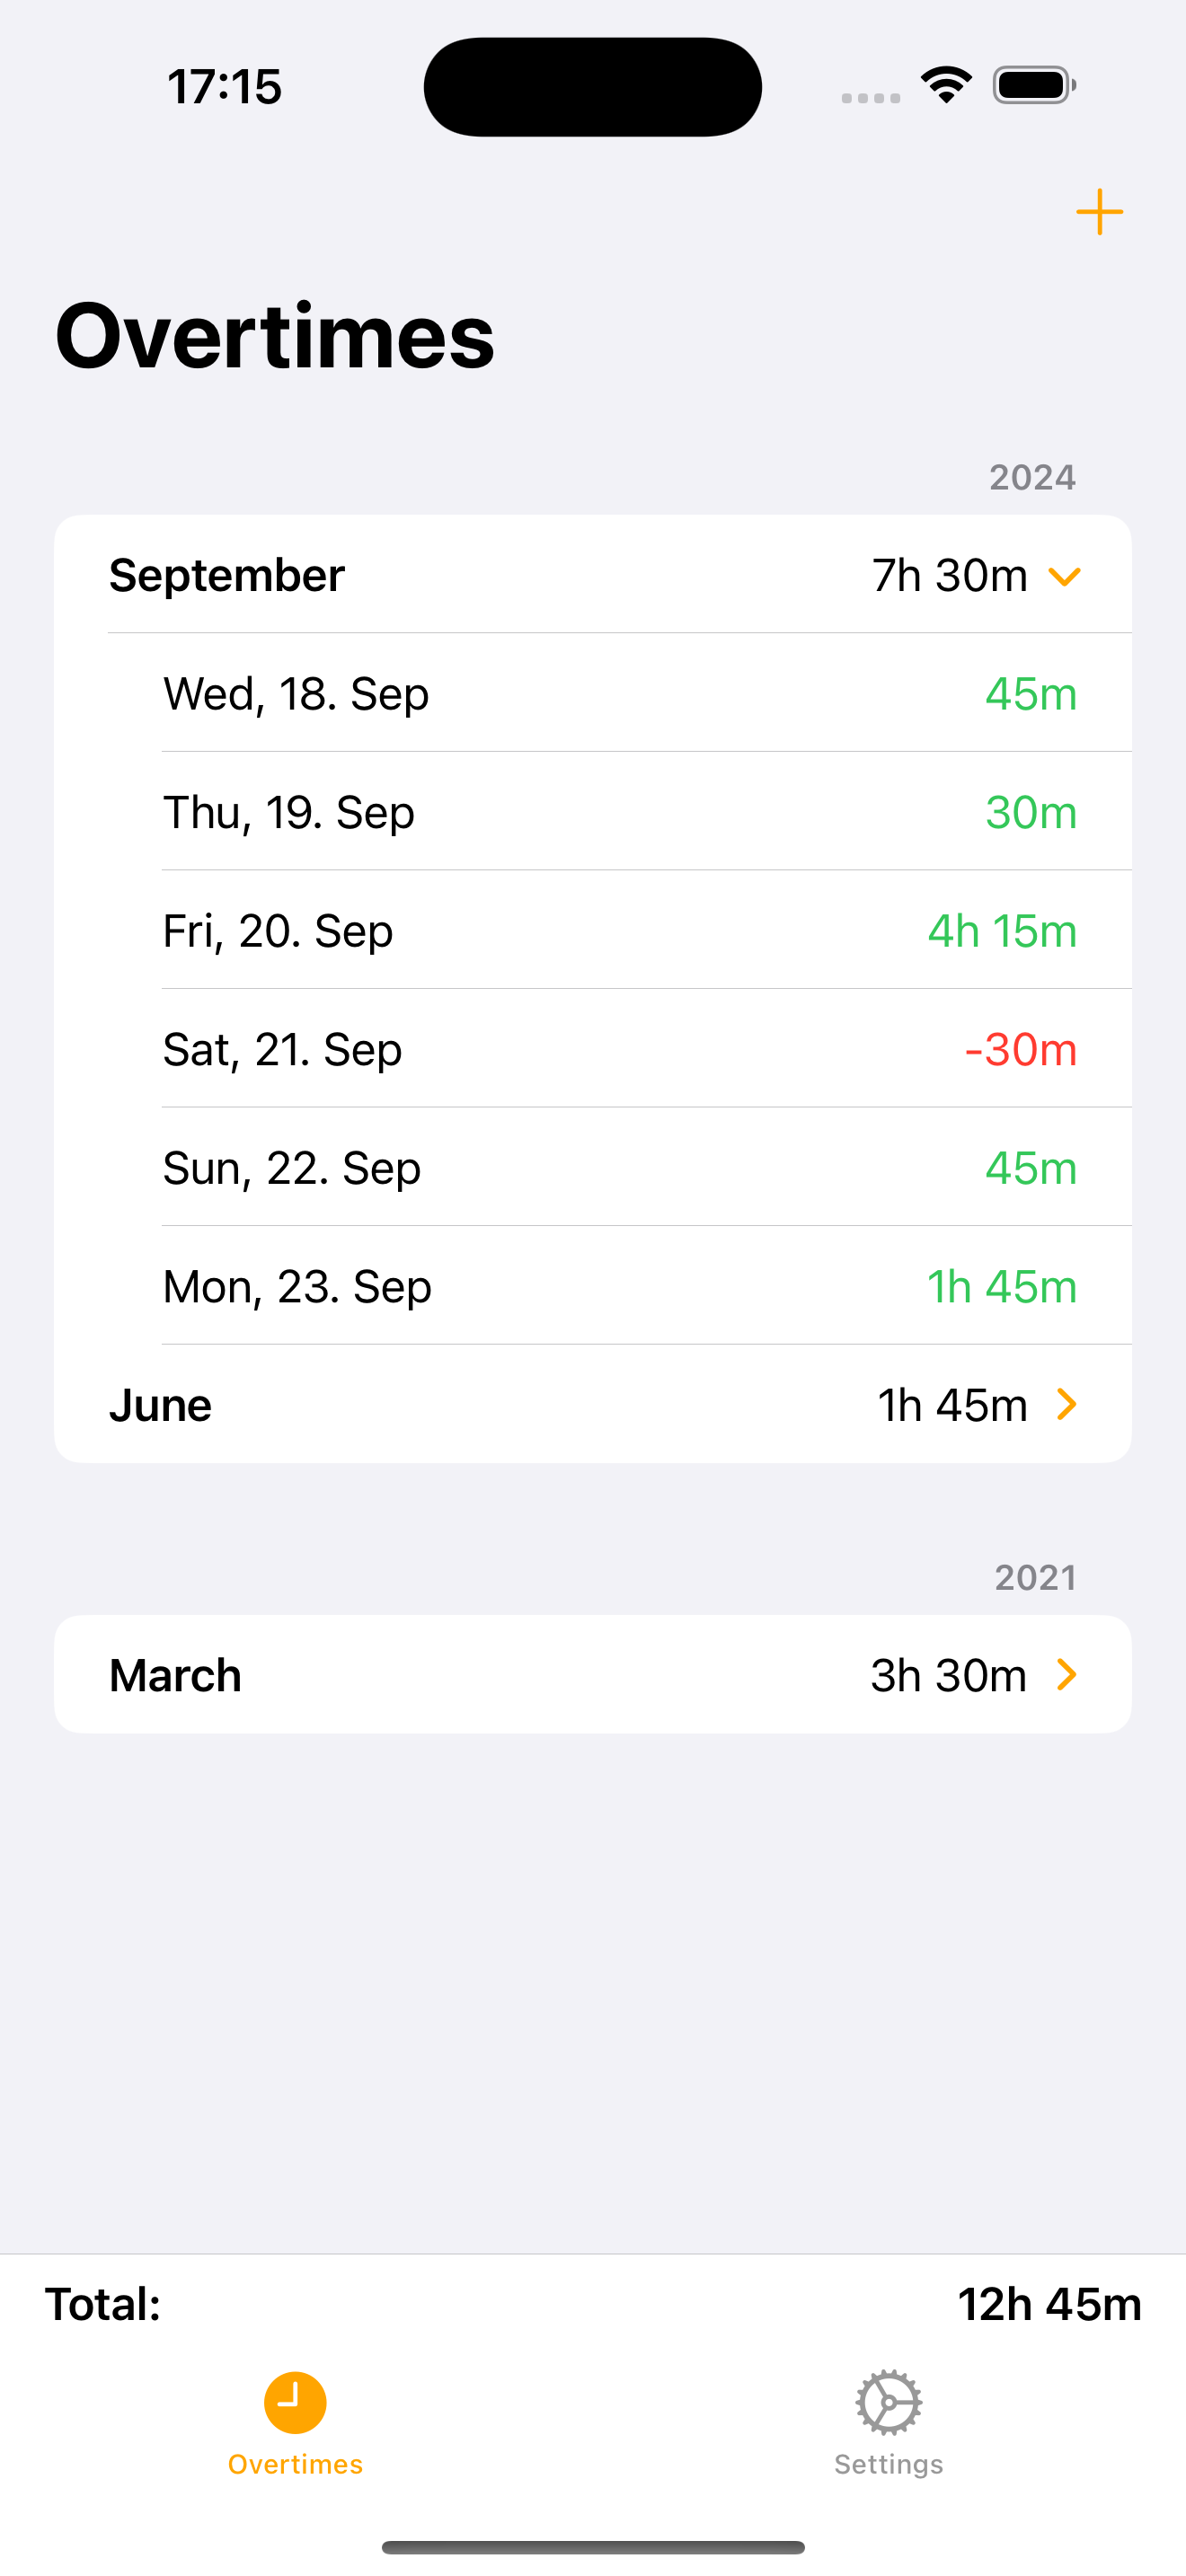 17:15
Overtimes
2024
September 7h 30m
Wed, 18. Sep 45m
Thu, 19. Sep 30m
Fri, 20. Sep 4h 15m
Sat, 21. Sep -30m
Sun, 22. Sep 45m
Mon, 23. Sep 1h 45m
June 1h 45m
2021
March 3h 30m
Total: 12h 45m
Overtimes Settings